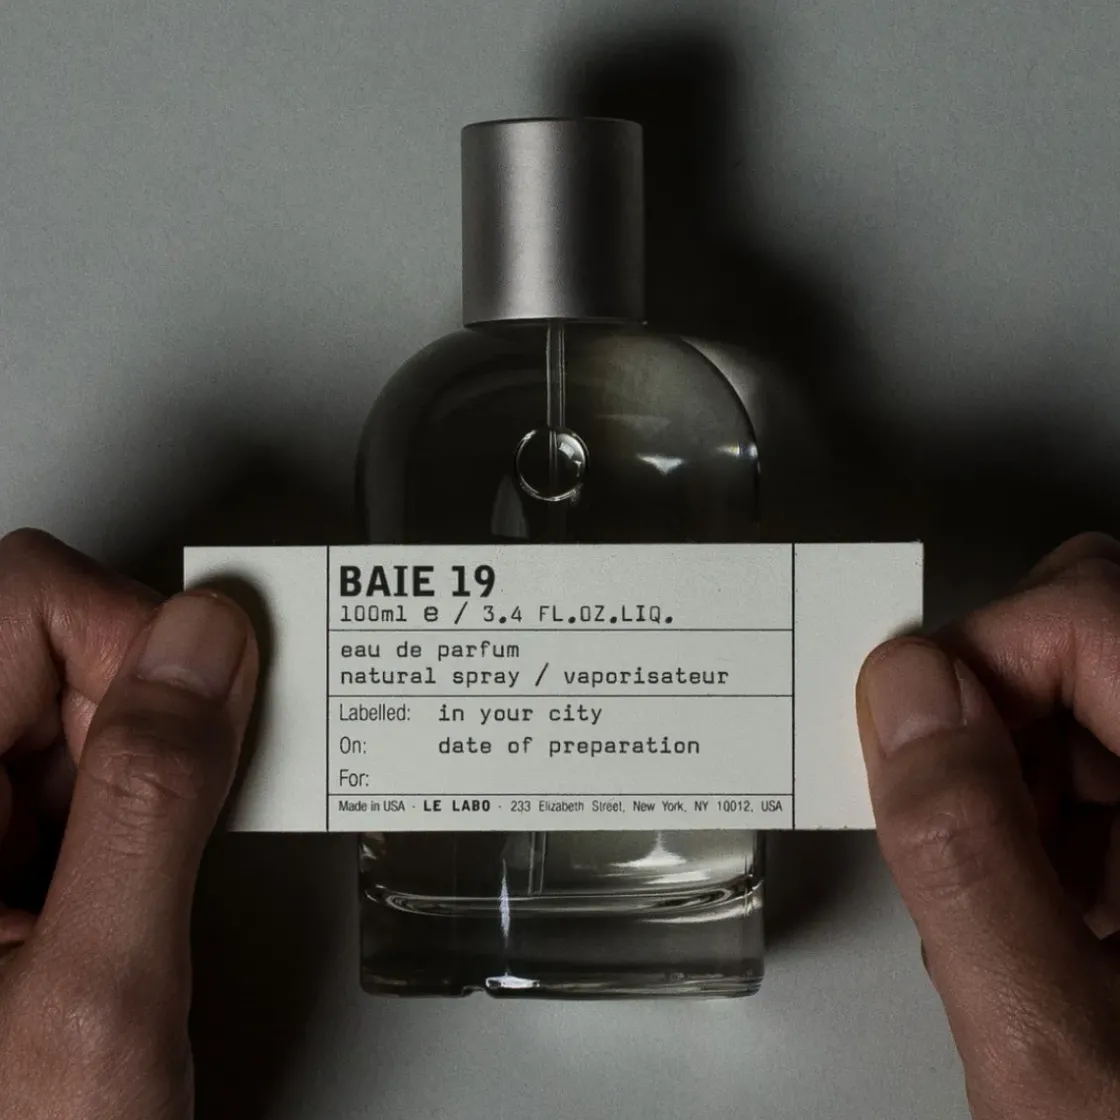 BAIE 19
100ml e / 3.4 FL.OZ.LIQ.
eau de parfum
natural spray / vaporisateur
Labelled: in your city
On: date of preparation
For:
Made in USA · LE LABO · 233 Elizabeth Street, New York, NY 10012, USA